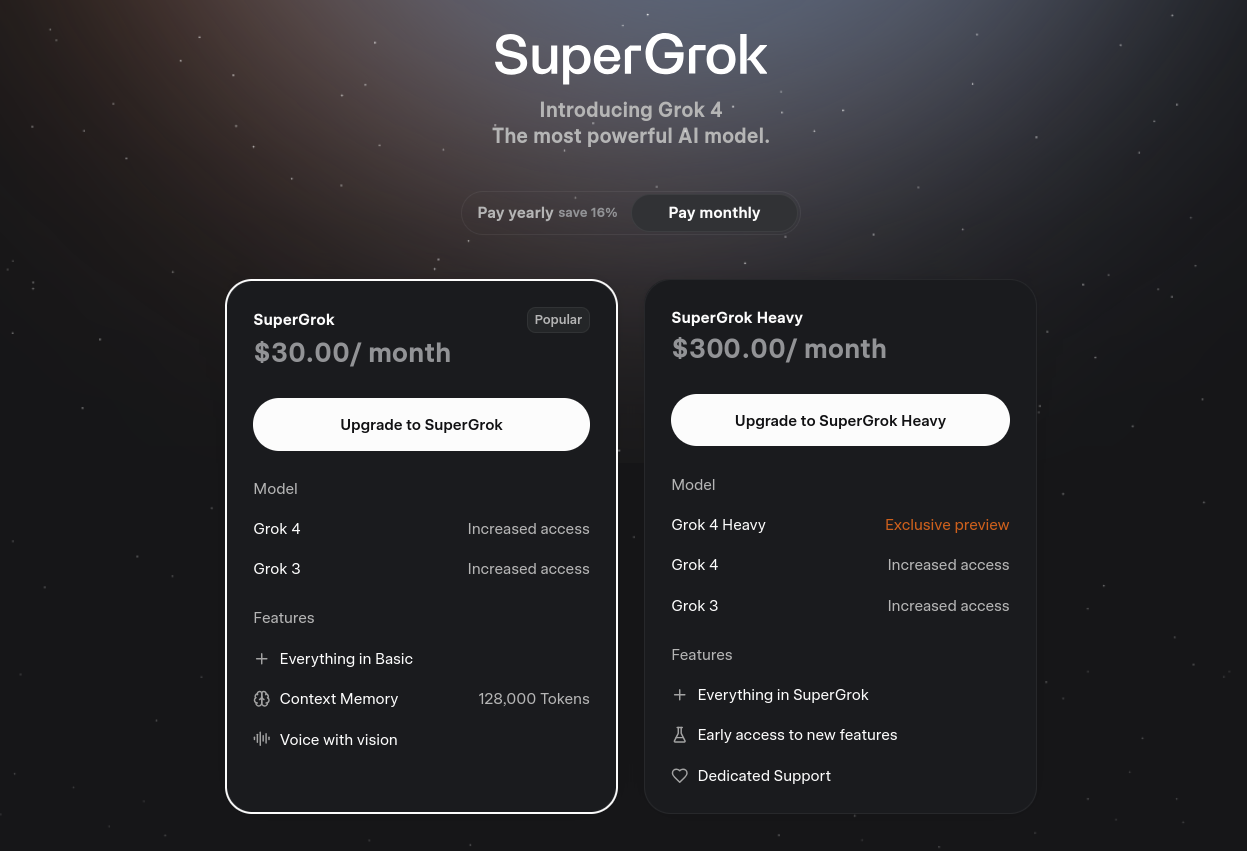 SuperGrok
Introducing Grok 4
The most powerful AI model.
Pay yearly save 16%
Pay monthly
SuperGrok
Popular
$30.00/ month
Upgrade to SuperGrok
Model
Grok 4 Increased access
Grok 3 Increased access
Features
Everything in Basic
Context Memory 128,000 Tokens
Voice with vision
SuperGrok Heavy
$300.00/ month
Upgrade to SuperGrok Heavy
Model
Grok 4 Heavy Exclusive preview
Grok 4 Increased access
Grok 3 Increased access
Features
Everything in SuperGrok
Early access to new features
Dedicated Support